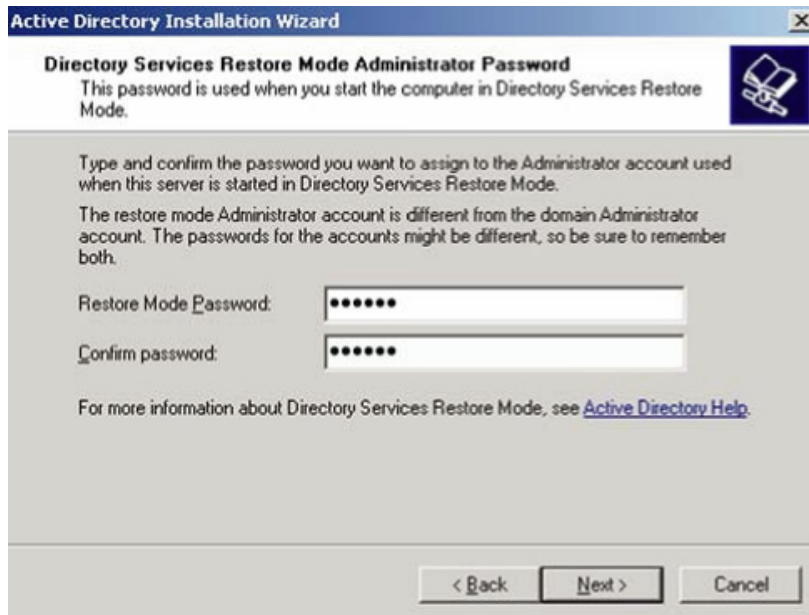 Active Directory Installation Wizard
Directory Services Restore Mode Administrator Password
This password is used when you start the computer in Directory Services Restore
Mode.
Type and confirm the password you want to assign to the Administrator account used
when this server is started in Directory Services Restore Mode.
The restore mode Administrator account is different from the domain Administrator
account. The passwords for the accounts might be different, so be sure to remember
both.
Restore Mode Password: ••••••
Confirm password: ••••••
For more information about Directory Services Restore Mode, see Active Directory Help.
< Back Next > Cancel